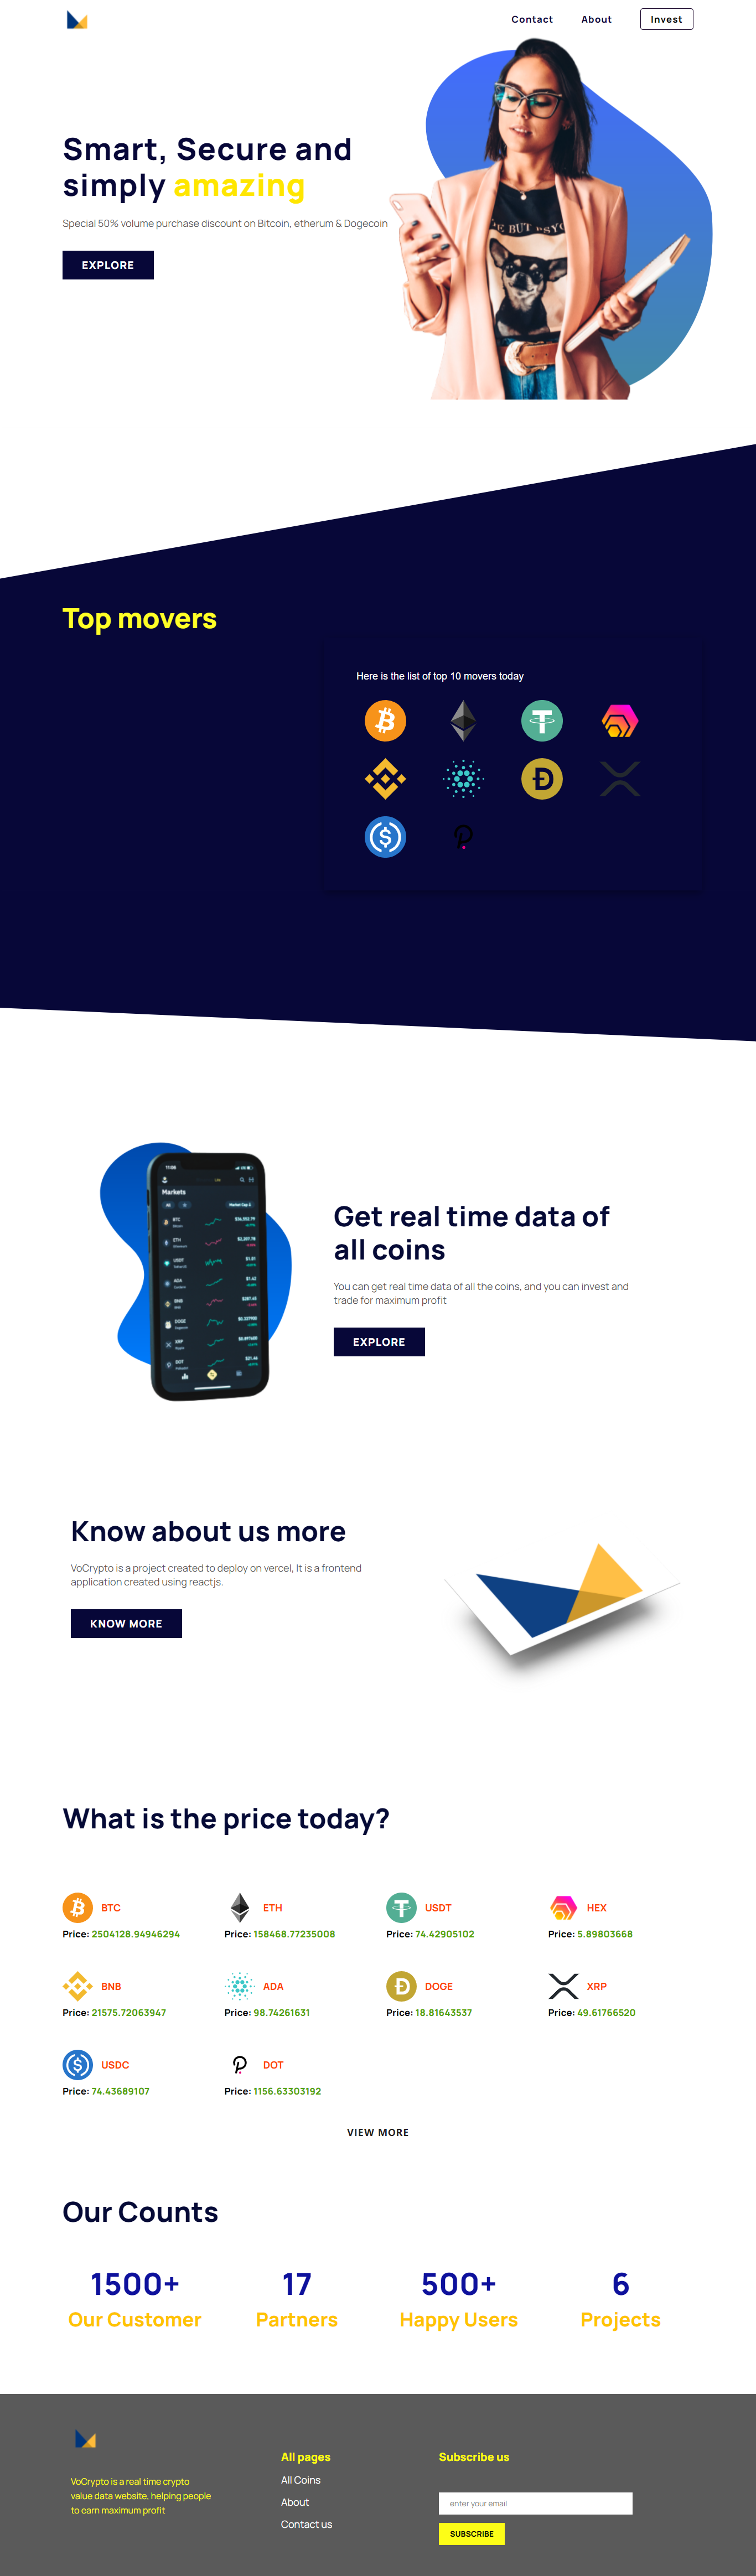 Contact About Invest
Smart, Secure and
simply amazing
Special 50% volume purchase discount on Bitcoin, etherum & Dogecoin
EXPLORE
Top movers
Here is the list of top 10 movers today
Markets
Get real time data of
all coins
You can get real time data of all the coins, and you can invest and
trade for maximum profit
EXPLORE
Know about us more
VoCrypto is a project created to deploy on vercel, It is a frontend
application created using reactjs.
KNOW MORE
What is the price today?
BTC ETH USDT HEX
Price: 2504128.94946294 Price: 158468.77235008 Price: 74.42905102 Price: 5.89803668
BNB ADA DOGE XRP
Price: 21575.72063947 Price: 98.74261631 Price: 18.81643537 Price: 49.61766520
USDC DOT
Price: 74.43689107 Price: 1156.63303192
VIEW MORE
Our Counts
1500+ 17 500+ 6
Our Customer Partners Happy Users Projects
VoCrypto is a real time crypto
value data website, helping people
to earn maximum profit
All pages
All Coins
About
Contact us
Subscribe us
enter your email
SUBSCRIBE